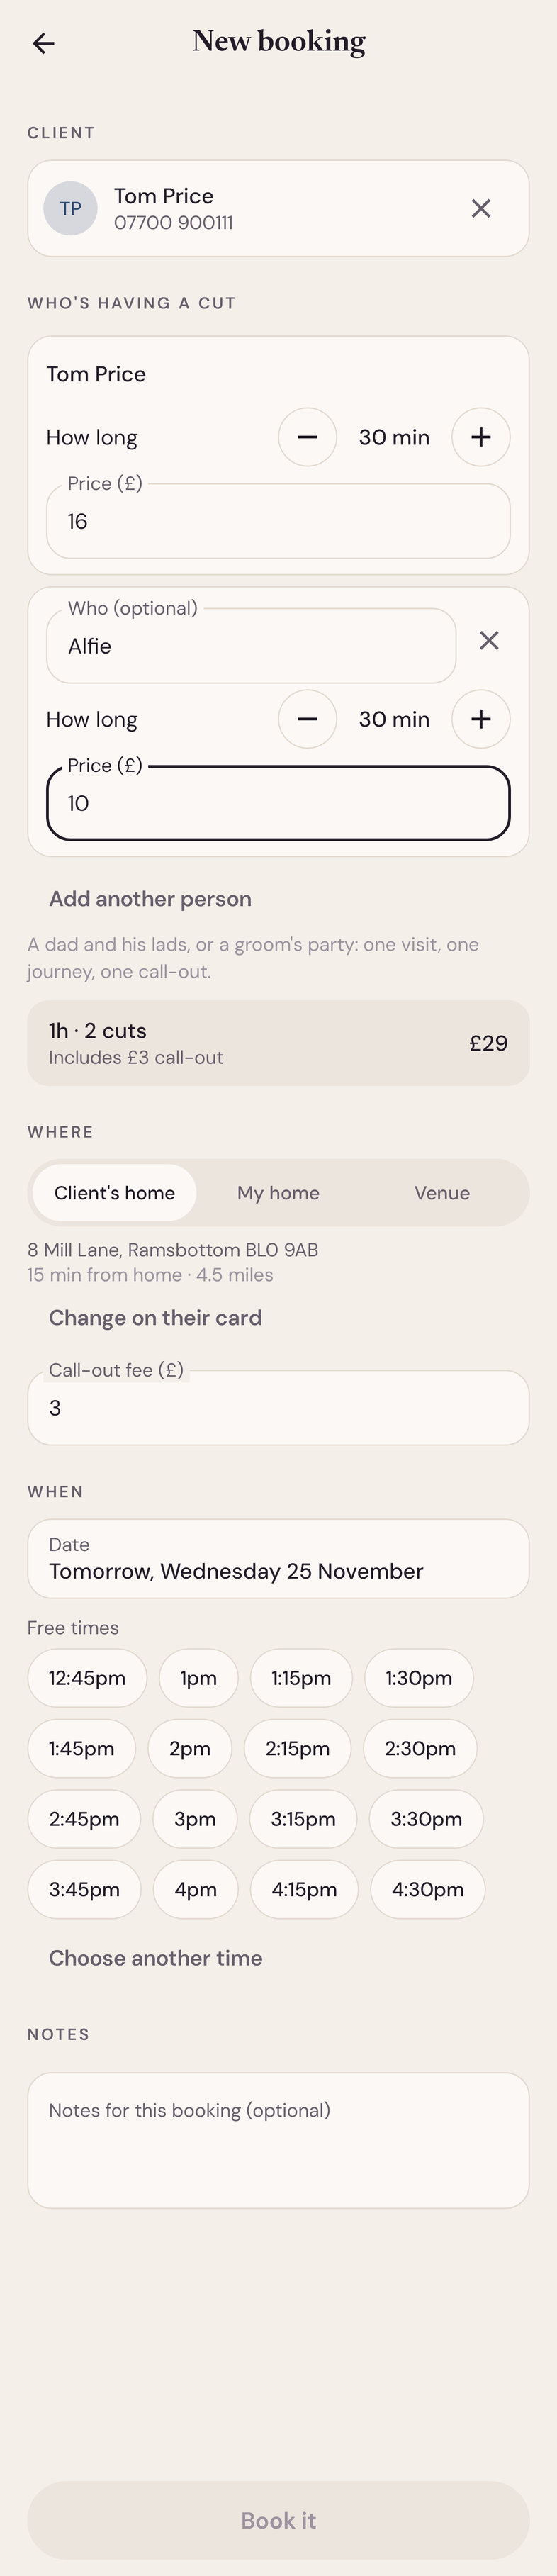 New booking
CLIENT
TP
Tom Price
07700 900111
WHO'S HAVING A CUT
Tom Price
How long
30 min
Price (£)
16
Who (optional)
Alfie
How long
30 min
Price (£)
10
Add another person
A dad and his lads, or a groom's party: one visit, one
journey, one call-out.
1h · 2 cuts
Includes £3 call-out
£29
WHERE
Client's home
My home
Venue
8 Mill Lane, Ramsbottom BL0 9AB
15 min from home · 4.5 miles
Change on their card
Call-out fee (£)
3
WHEN
Date
Tomorrow, Wednesday 25 November
Free times
12:45pm 1pm 1:15pm 1:30pm
1:45pm 2pm 2:15pm 2:30pm
2:45pm 3pm 3:15pm 3:30pm
3:45pm 4pm 4:15pm 4:30pm
Choose another time
NOTES
Notes for this booking (optional)
Book it